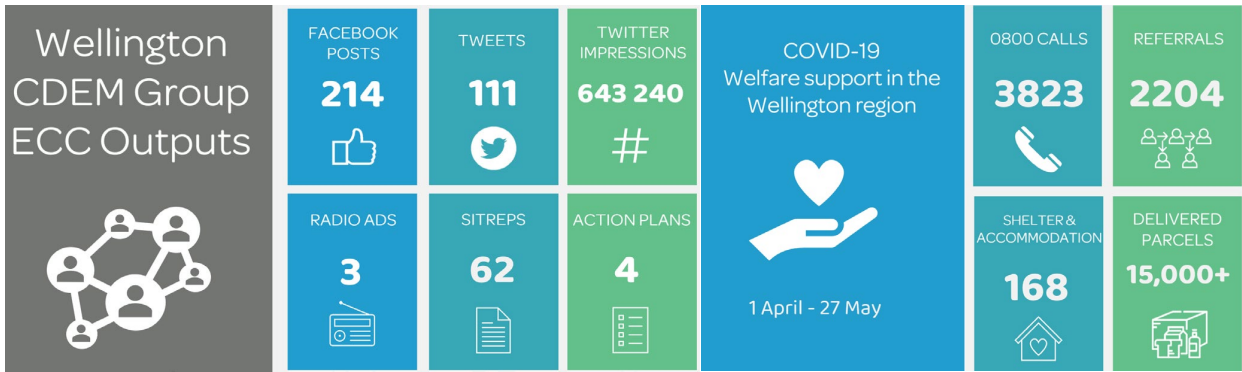 Wellington
CDEM Group
ECC Outputs
FACEBOOK
POSTS
214
TWEETS
111
TWITTER
IMPRESSIONS
643 240
#
RADIO ADS
3
SITREPS
62
ACTION PLANS
4
COVID-19
Welfare support in the
Wellington region
1 April - 27 May
0800 CALLS
3823
REFERRALS
2204
SHELTER &
ACCOMMODATION
168
DELIVERED
PARCELS
15,000+